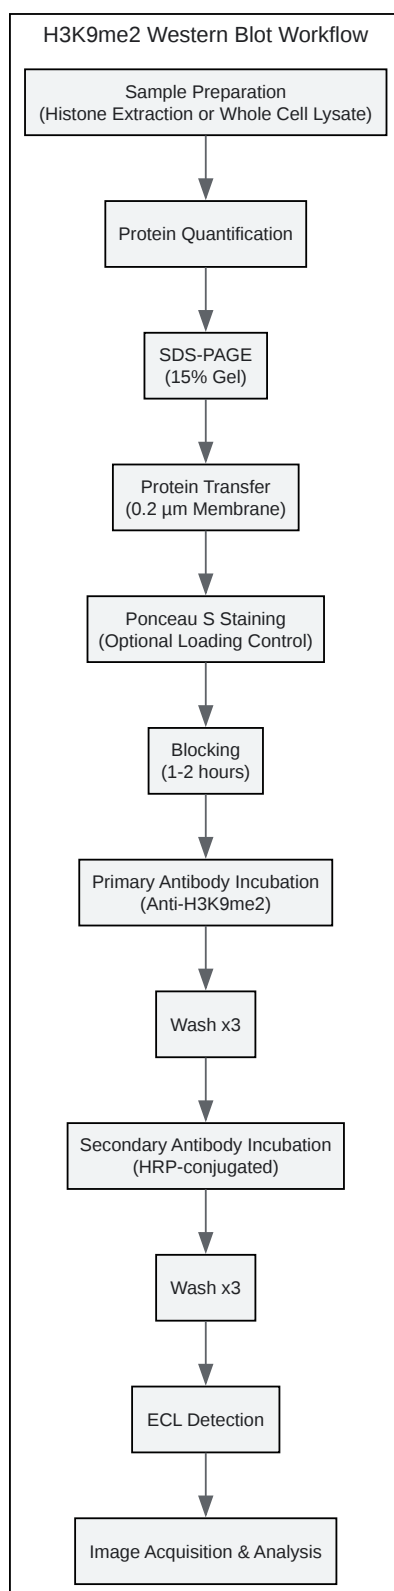 H3K9me2 Western Blot Workflow
Sample Preparation
(Histone Extraction or Whole Cell Lysate)
Protein Quantification
SDS-PAGE
(15% Gel)
Protein Transfer
(0.2 µm Membrane)
Ponceau S Staining
(Optional Loading Control)
Blocking
(1-2 hours)
Primary Antibody Incubation
(Anti-H3K9me2)
Wash x3
Secondary Antibody Incubation
(HRP-conjugated)
Wash x3
ECL Detection
Image Acquisition & Analysis